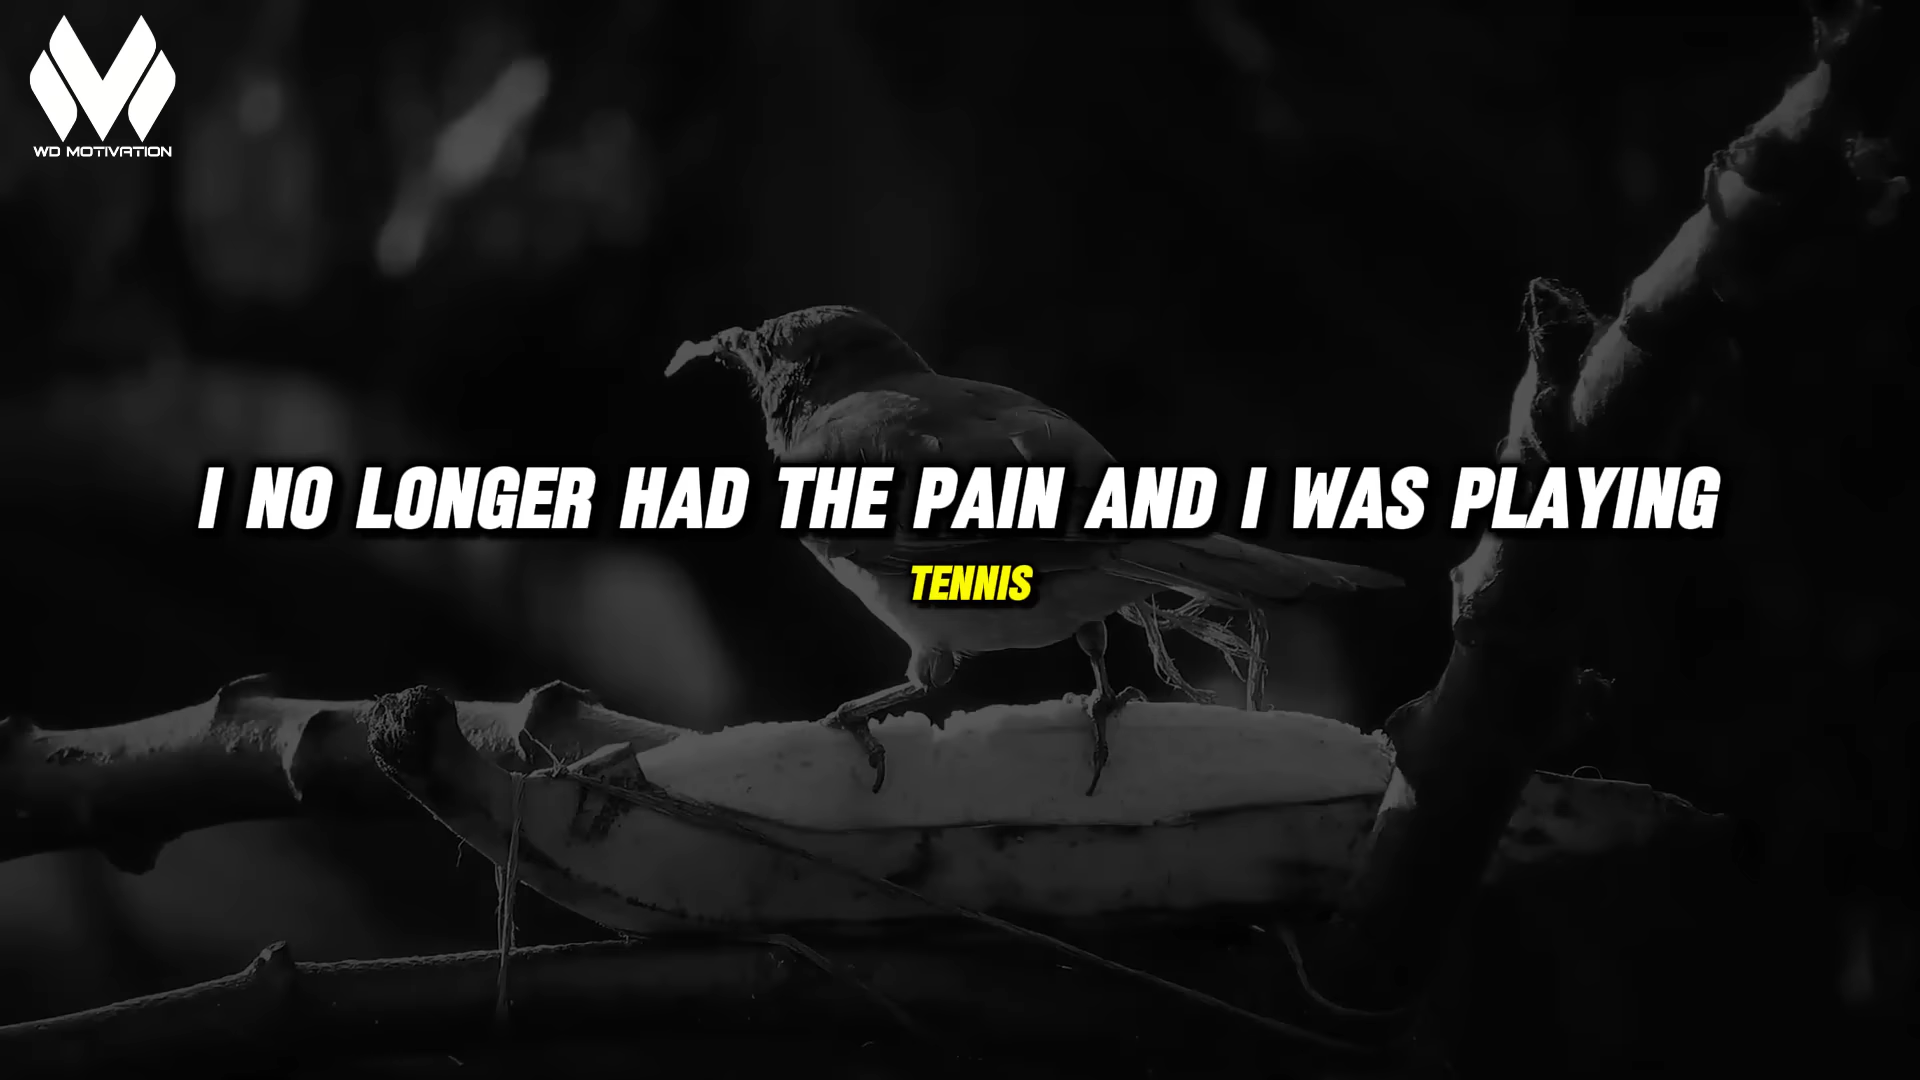 WD MOTIVATION
I NO LONGER HAD THE PAIN AND I WAS PLAYING
TENNIS